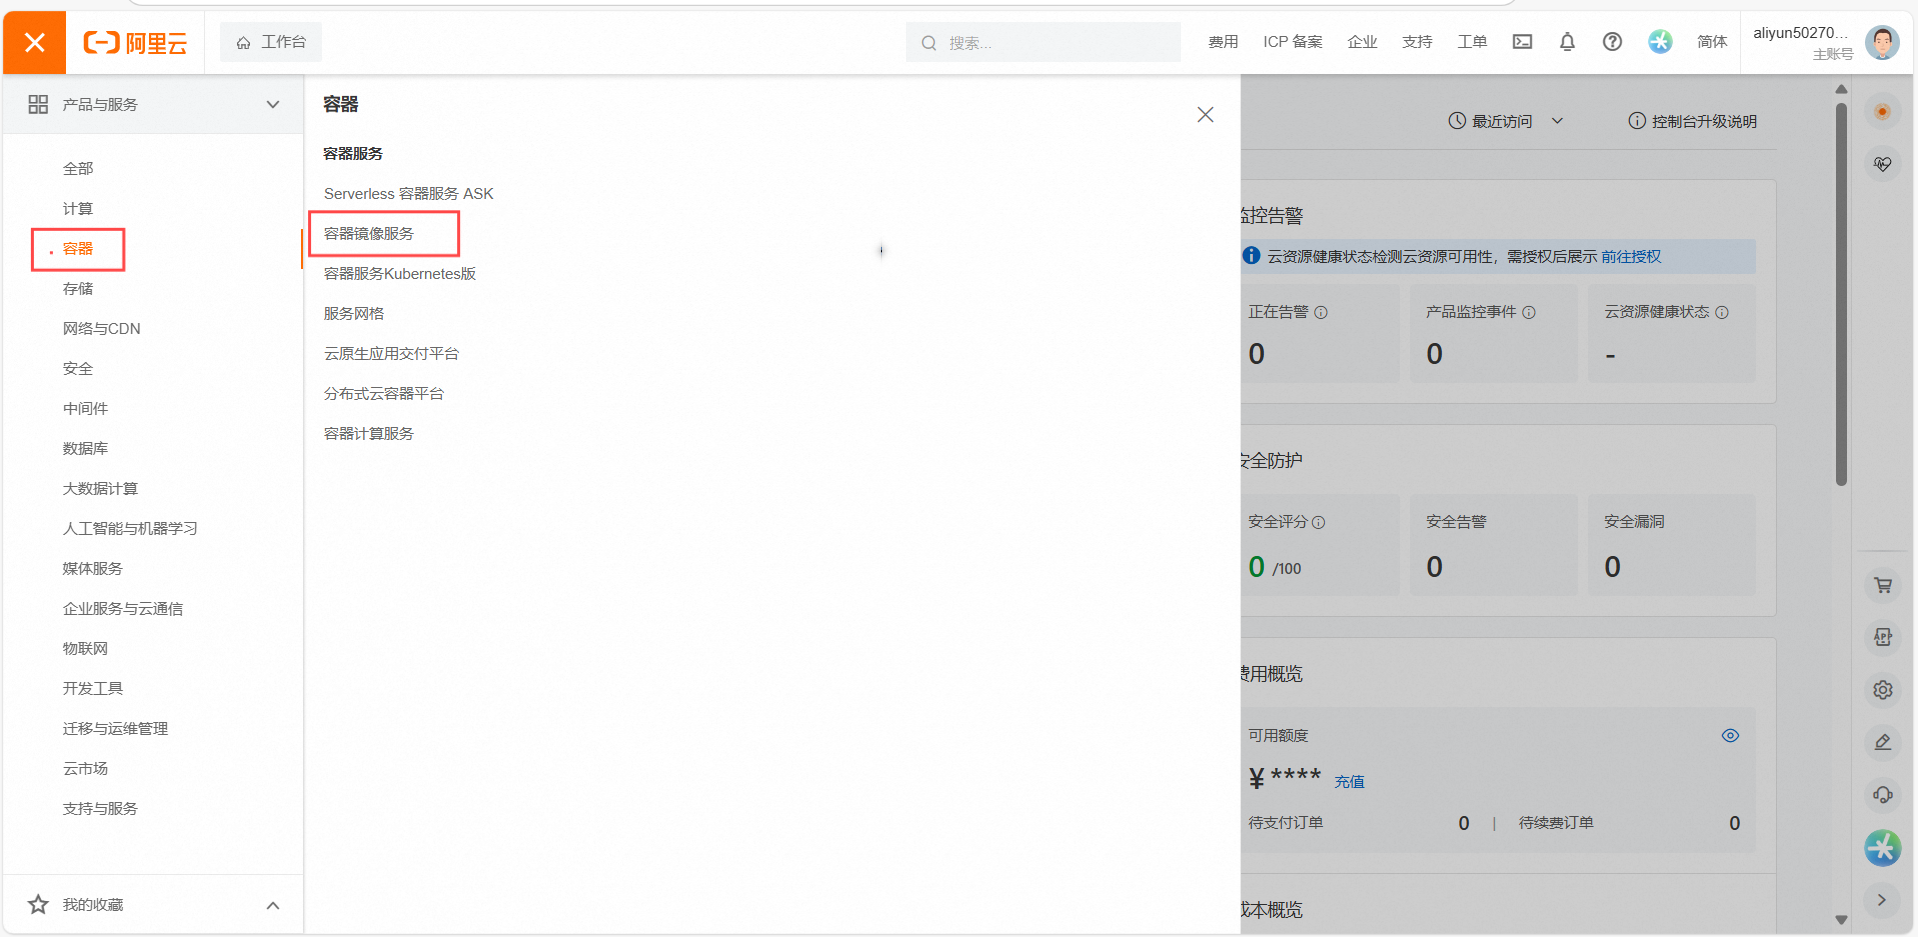 阿里云
工作台
搜索...
费用
ICP 备案
企业
支持
工单
简体
aliyun50270...
主账号
产品与服务
全部
计算
容器
存储
网络与CDN
安全
中间件
数据库
大数据计算
人工智能与机器学习
媒体服务
企业服务与云通信
物联网
开发工具
迁移与运维管理
云市场
支持与服务
我的收藏
容器
容器服务
Serverless 容器服务 ASK
容器镜像服务
容器服务Kubernetes版
服务网格
云原生应用交付平台
分布式云容器平台
容器计算服务
最近访问
控制台升级说明
监控告警
云资源健康状态检测云资源可用性，需授权后展示 前往授权
正在告警
产品监控事件
云资源健康状态
0
0
-
安全防护
安全评分
安全告警
安全漏洞
0 /100
0
0
费用概览
可用额度
¥ **** 充值
待支付订单 0 | 待续费订单 0
成本概览
APP